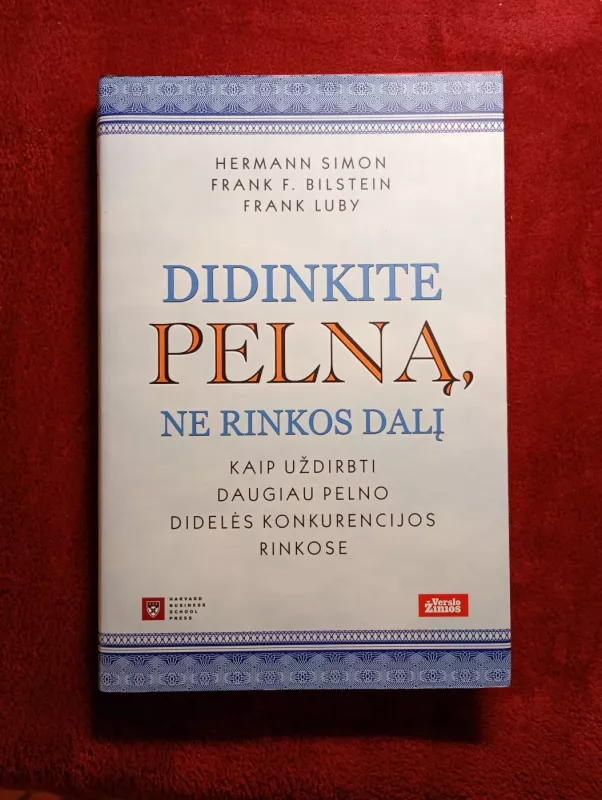 HERMANN SIMON
FRANK F. BILSTEIN
FRANK LUBY
DIDINKITE
PELNĄ,
NE RINKOS DALĮ
KAIP UŽDIRBTI
DAUGIAU PELNO
DIDELĖS KONKURENCIJOS
RINKOSE
HARVARD
BUSINESS
SCHOOL
PRESS
Verslo
Žinios